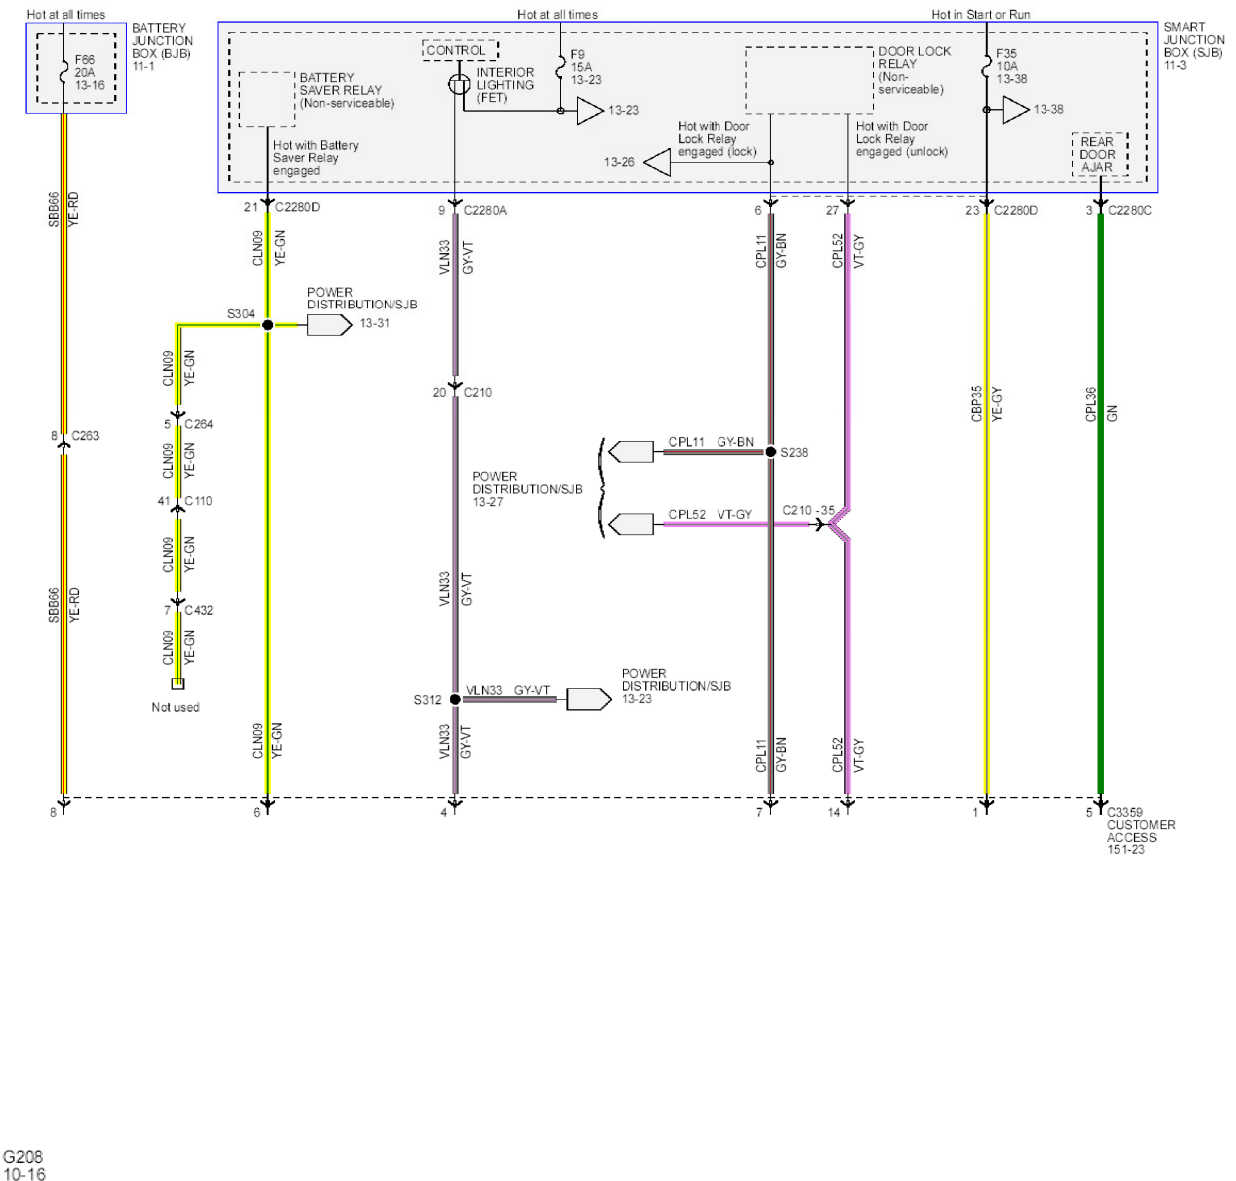 Hot at all times
Hot at all times
Hot in Start or Run
BATTERY
JUNCTION
BOX (BJB)
11-1
F66
20A
13-16
SMART
JUNCTION
BOX (SJB)
11-3
CONTROL
INTERIOR
LIGHTING
(FET)
F9
15A
13-23
13-23
BATTERY
SAVER RELAY
(Non-serviceable)
DOOR LOCK
RELAY
(Non-
serviceable)
F35
10A
13-38
13-38
Hot with Door
Lock Relay
engaged (lock)
Hot with Door
Lock Relay
engaged (unlock)
13-26
Hot with Battery
Saver Relay
engaged
REAR
DOOR
AJAR
21 C2280D
9 C2280A
6
27
23 C2280D
3 C2280C
SBB66
YE-RD
CLN09
YE-GN
VLN33
GY-VT
CPL11
GY-BN
CPL52
VT-GY
S304
POWER
DISTRIBUTION/SJB
13-31
CLN09
YE-GN
20 C210
CBP35
YE-GY
CPL36
GN
5 C264
8 C263
CLN09
YE-GN
CPL11 GY-BN
S238
POWER
DISTRIBUTION/SJB
13-27
41 C110
CPL52 VT-GY
C210 -35
CLN09
YE-GN
SBB66
YE-RD
VLN33
GY-VT
7 C432
CLN09
YE-GN
Not used
S312
VLN33 GY-VT
POWER
DISTRIBUTION/SJB
13-23
CLN09
YE-GN
VLN33
GY-VT
CPL11
GY-BN
CPL52
VT-GY
8
6
4
7
14
1
5 C3359
CUSTOMER
ACCESS
151-23
G208
10-16